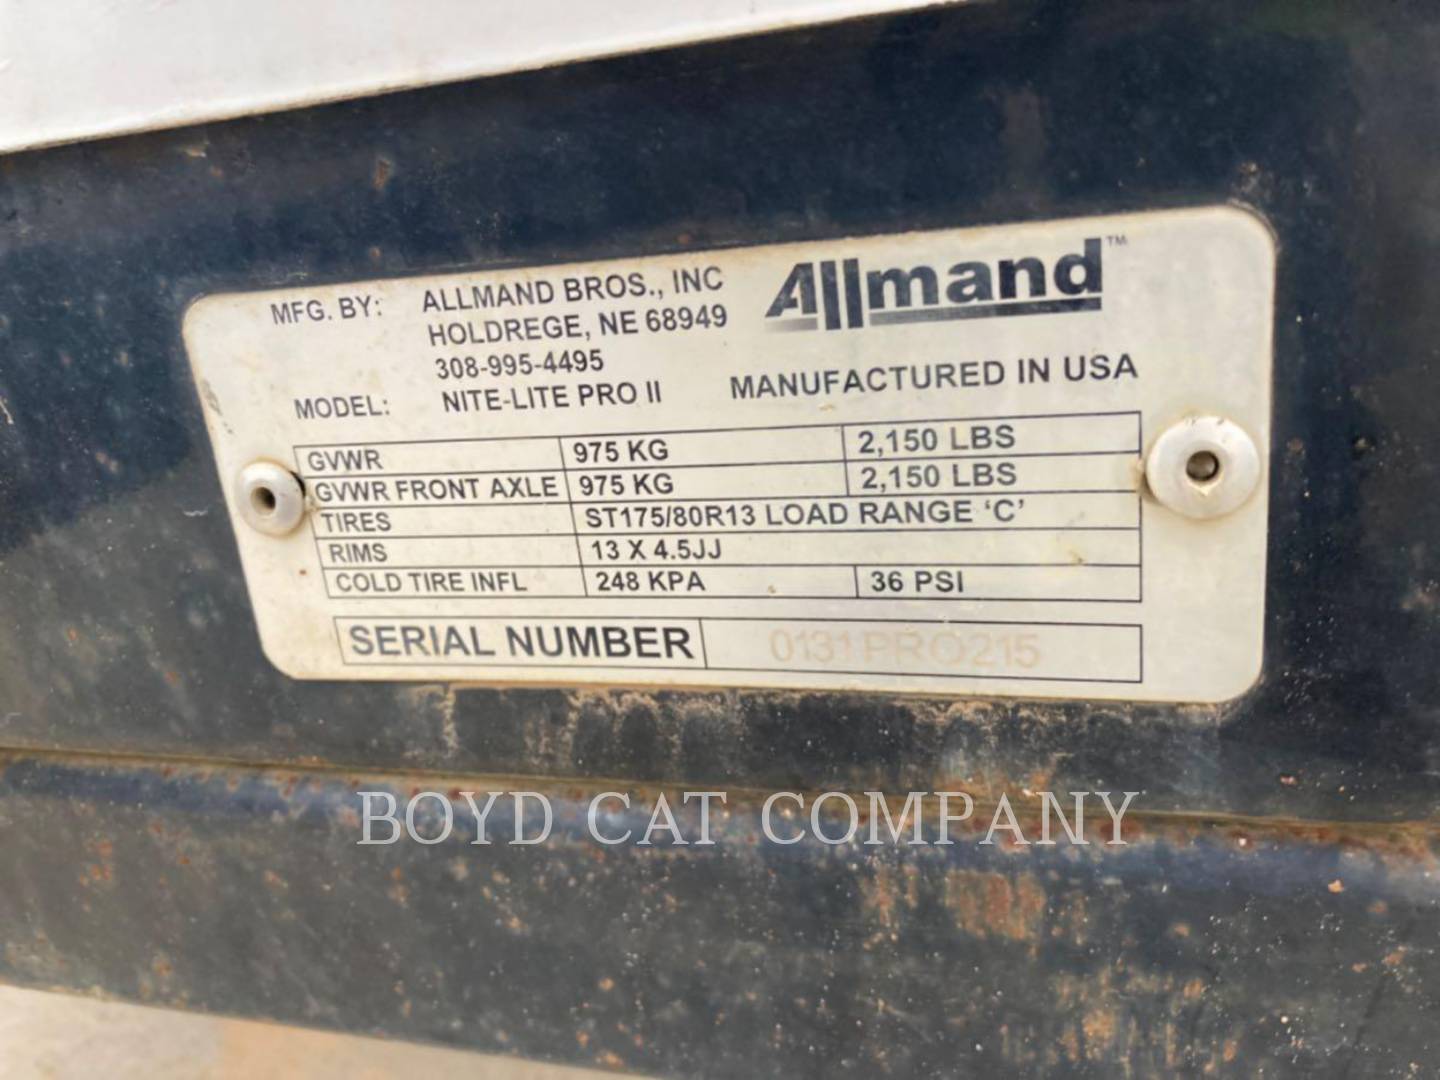 MFG. BY: ALLMAND BROS., INC
HOLDREGE, NE 68949
308-995-4495
Allmand™
MODEL: NITE-LITE PRO II MANUFACTURED IN USA
GVWR 975 KG 2,150 LBS
GVWR FRONT AXLE 975 KG 2,150 LBS
TIRES ST175/80R13 LOAD RANGE ‘C’
RIMS 13 X 4.5JJ
COLD TIRE INFL 248 KPA 36 PSI
SERIAL NUMBER 0131PRO215
BOYD CAT COMPANY